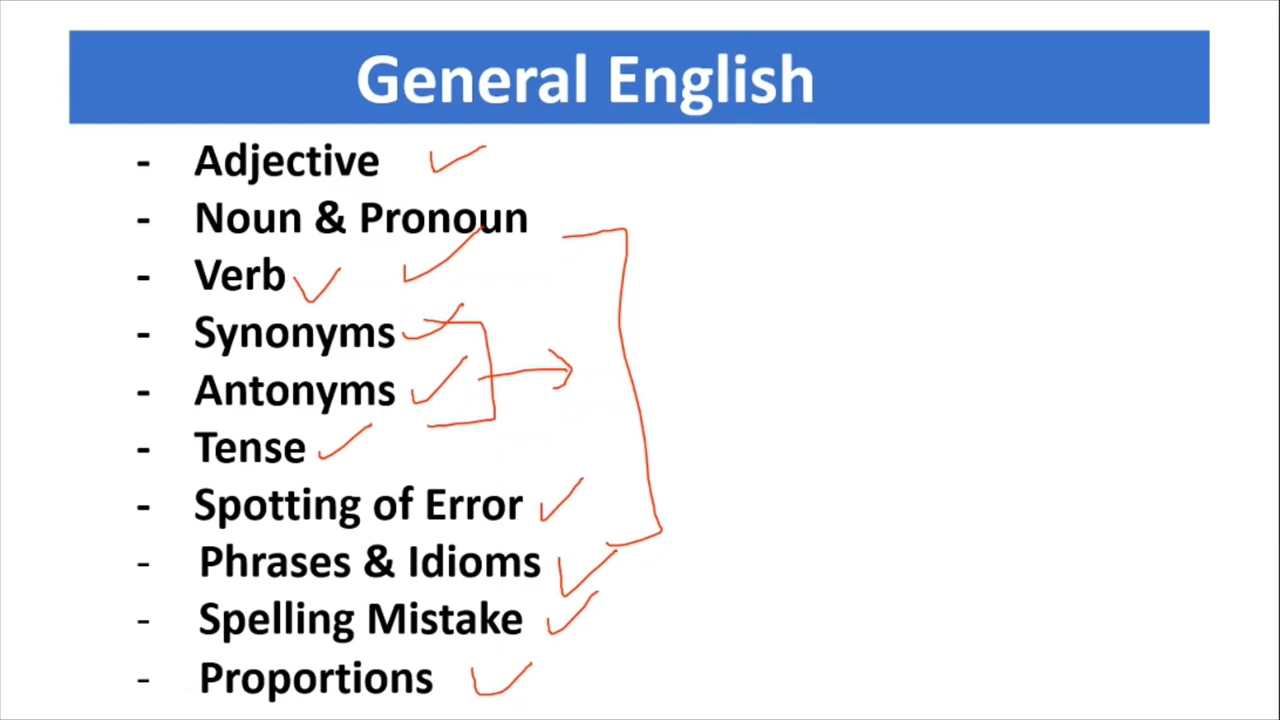 General English
- Adjective
- Noun & Pronoun
- Verb
- Synonyms
- Antonyms
- Tense
- Spotting of Error
- Phrases & Idioms
- Spelling Mistake
- Proportions